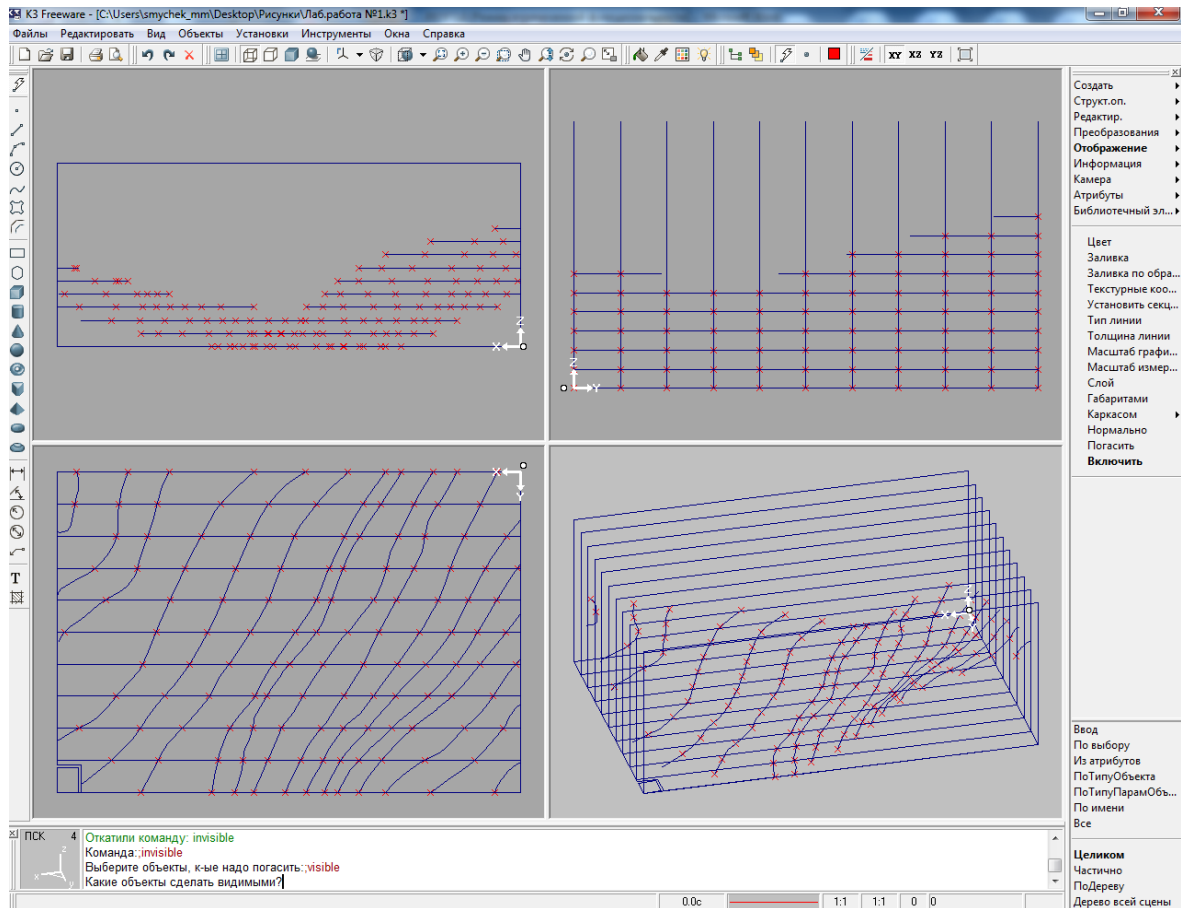 K3 Freeware - [C:\Users\smychek_mm\Desktop\Рисунки\Лаб.работа №1.k3 *]
Файлы Редактировать Вид Объекты Установки Инструменты Окна Справка
XY XZ YZ
Создать
Структ.оп.
Редактир.
Преобразования
Отображение
Информация
Камера
Атрибуты
Библиотечный эл...
Цвет
Заливка
Заливка по обра...
Текстурные коо...
Установить секц...
Тип линии
Толщина линии
Масштаб графи...
Масштаб измер...
Слой
Габаритами
Каркасом
Нормально
Погасить
Включить
Z
X
Z
Y
X
Y
Z
X
Y
T
Ввод
По выбору
Из атрибутов
ПоТипуОбъекта
ПоТипуПарамОбъ...
По имени
Все
Целиком
Частично
ПоДереву
Дерево всей сцены
ПСК 4
z
x
y
Откатили команду: invisible
Команда:;invisible
Выберите объекты, к-ые надо погасить:;visible
Какие объекты сделать видимыми?
0.0c 1:1 1:1 0 0